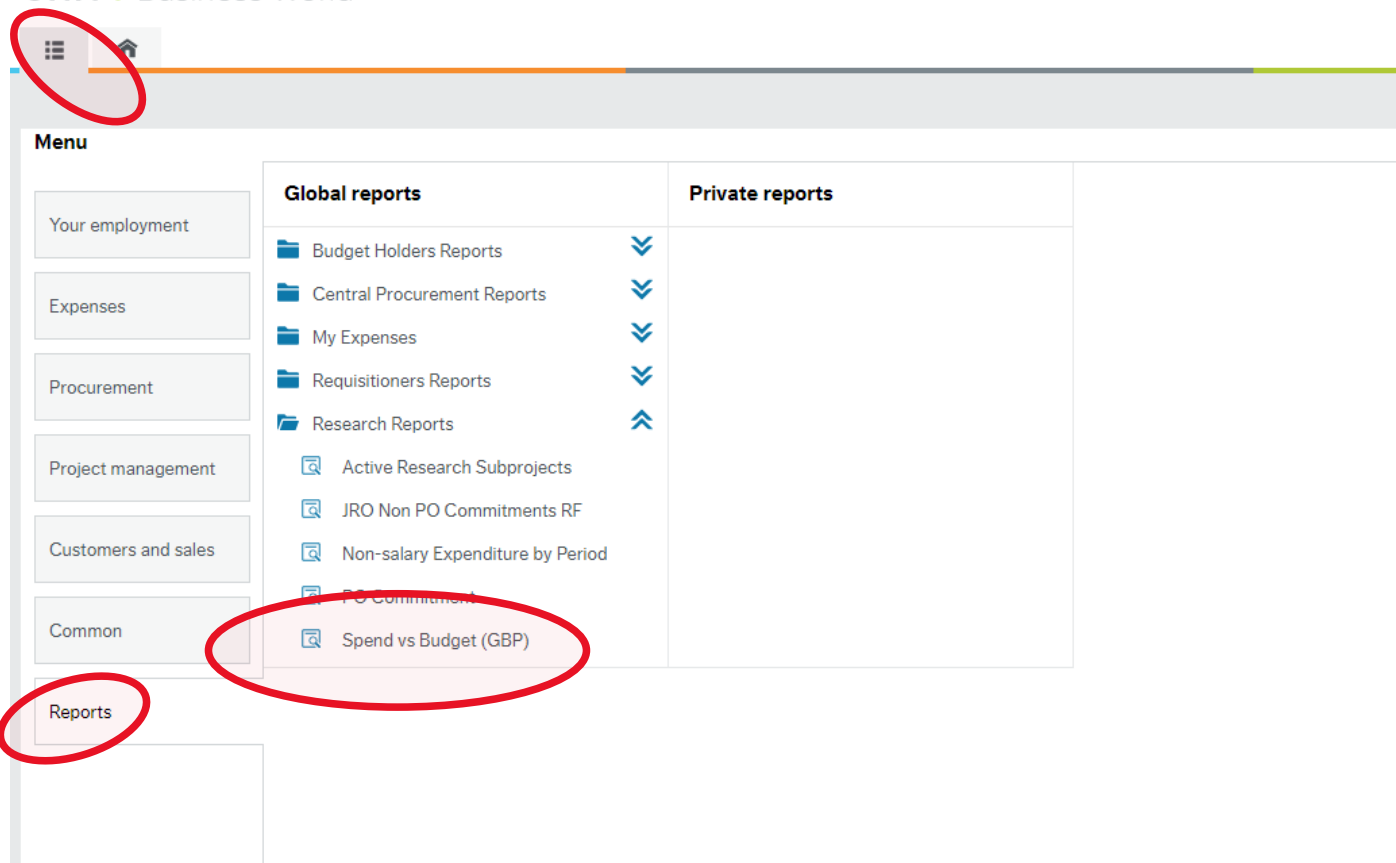 Menu
Your employment
Expenses
Procurement
Project management
Customers and sales
Common
Reports
Global reports
Budget Holders Reports
Central Procurement Reports
My Expenses
Requisitioners Reports
Research Reports
Active Research Subprojects
JRO Non PO Commitments RF
Non-salary Expenditure by Period
PO Commitment
Spend vs Budget (GBP)
Private reports